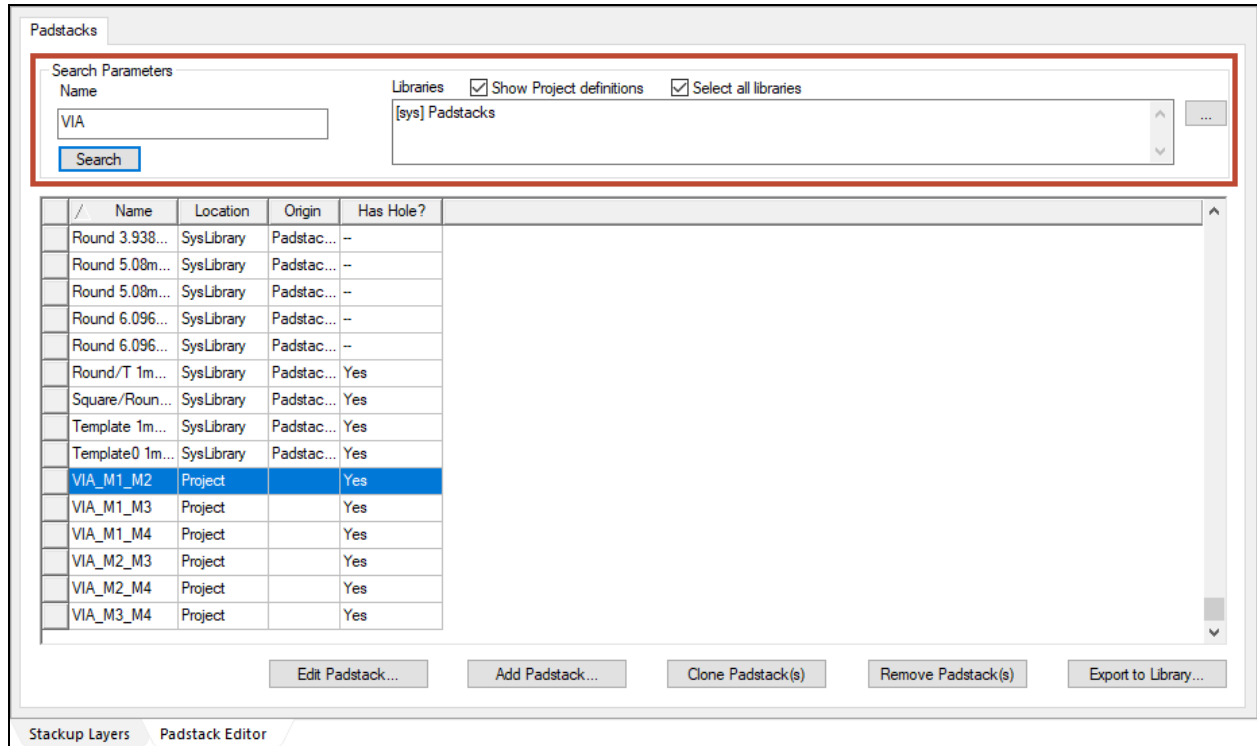 Padstacks
Search Parameters
Name
Libraries Show Project definitions Select all libraries
VIA
[sys] Padstacks
...
Search
/ Name Location Origin Has Hole?
Round 3.938... SysLibrary Padstac... --
Round 5.08m... SysLibrary Padstac... --
Round 5.08m... SysLibrary Padstac... --
Round 6.096... SysLibrary Padstac... --
Round 6.096... SysLibrary Padstac... --
Round/T 1m... SysLibrary Padstac... Yes
Square/Roun... SysLibrary Padstac... Yes
Template 1m... SysLibrary Padstac... Yes
Template0 1m... SysLibrary Padstac... Yes
VIA_M1_M2 Project Yes
VIA_M1_M3 Project Yes
VIA_M1_M4 Project Yes
VIA_M2_M3 Project Yes
VIA_M2_M4 Project Yes
VIA_M3_M4 Project Yes
Edit Padstack... Add Padstack... Clone Padstack(s) Remove Padstack(s) Export to Library...
Stackup Layers Padstack Editor